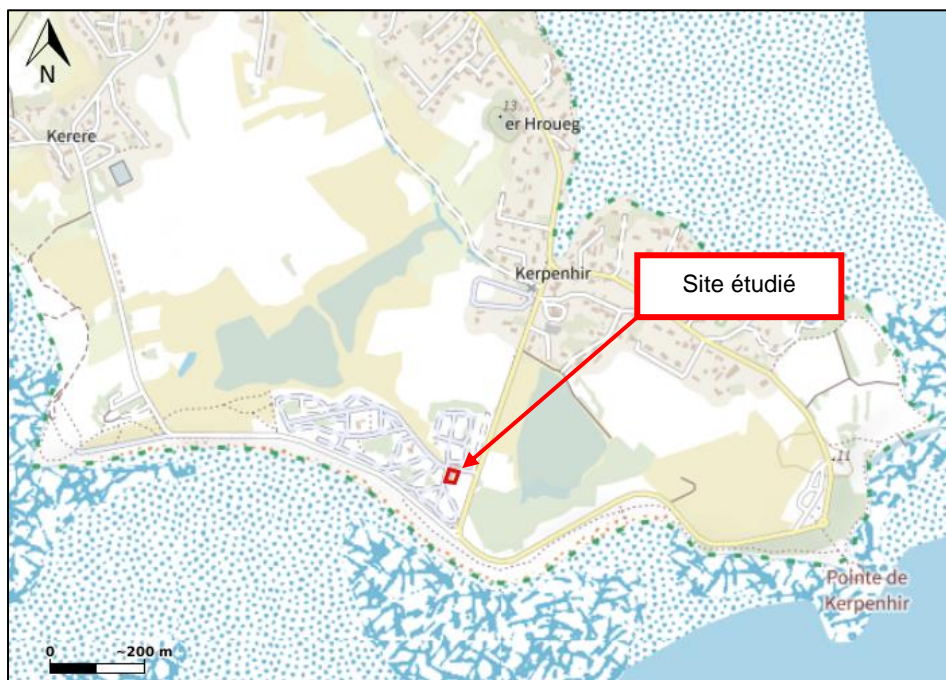 N
13
er Hroueg
Kerere
Kerpenhir
Site étudié
11
Pointe de
Kerpenhir
0 ~200 m